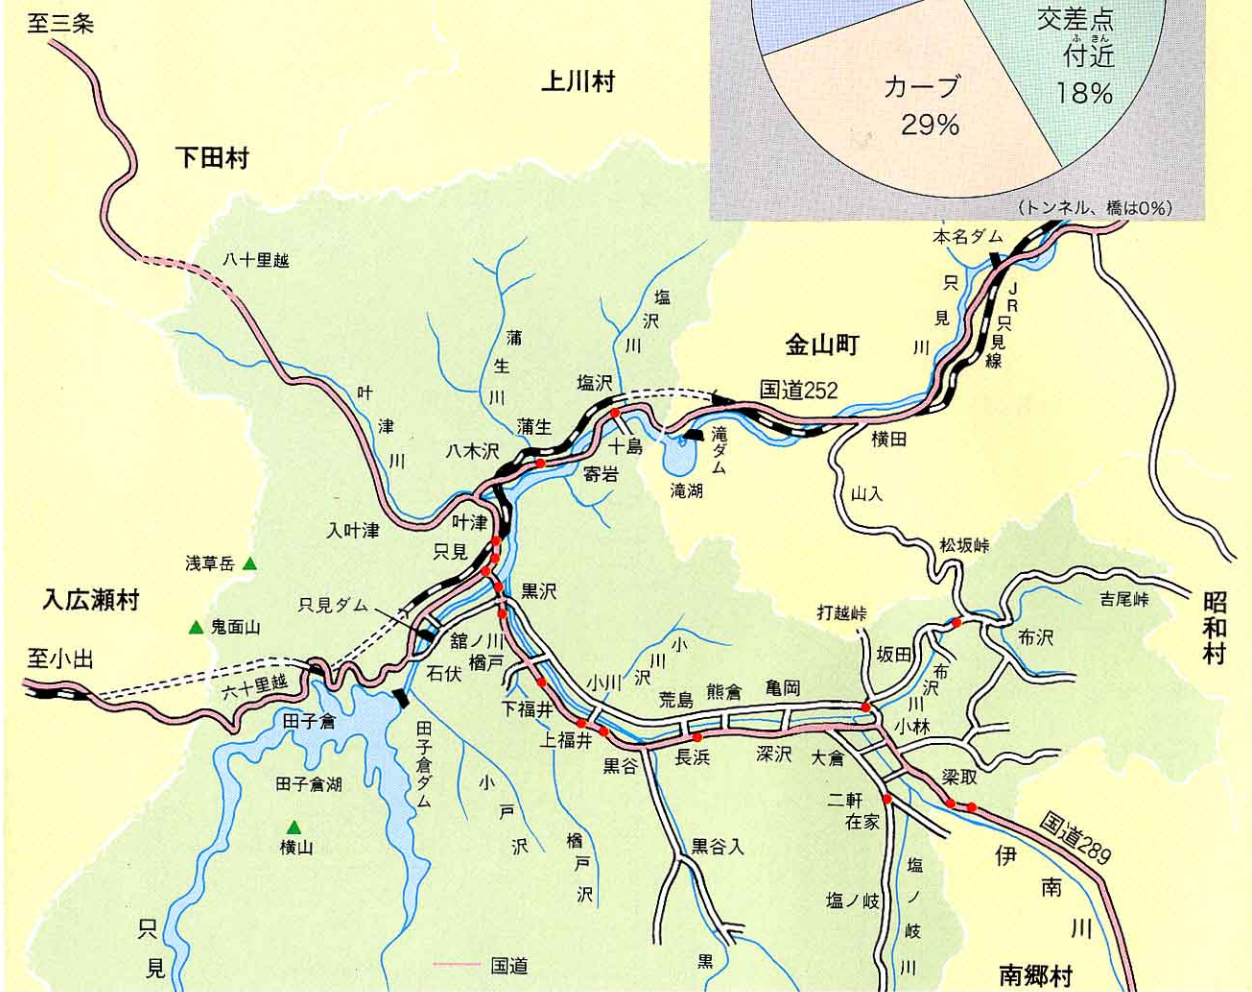 至三条
上川村
下田村
交差点
ふきん
付近
18%
カーブ
29%
(トンネル、橋は0%)
本名ダム
八十里越
只見川
JR只見線
塩沢川
蒲生川
金山町
国道252
塩沢
叶津川
蒲生
八木沢
十島
滝ダム
横田
寄岩
滝湖
山入
入叶津
叶津
只見
松坂峠
浅草岳
只見ダム
黒沢
入広瀬村
鬼面山
打越峠
吉尾峠
昭和村
舘ノ川
楢戸
小川沢
坂田
布沢
布沢川
至小出
六十里越
石伏
小川
荒島
熊倉
亀岡
下福井
小林
田子倉
田子倉ダム
上福井
黒谷
長浜
深沢
大倉
田子倉湖
小戸沢
梁取
二軒
在家
国道289
横山
楢戸沢
黒谷入
伊南川
塩ノ岐
塩ノ岐川
只見
国道
黒
南郷村